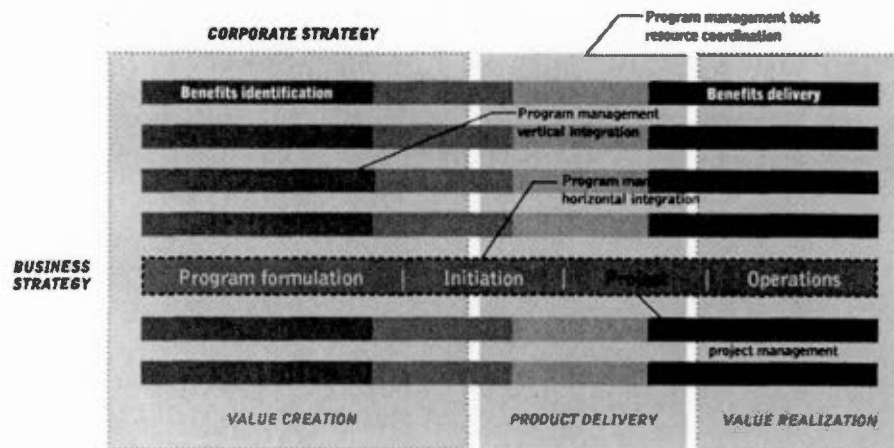 Program management tools
resource coordination
CORPORATE STRATEGY
Benefits identification
Benefits delivery
Program management
vertical integration
Program man
horizontal integration
BUSINESS
STRATEGY
Program formulation | Initiation | Project | Operations
project management
VALUE CREATION
PRODUCT DELIVERY
VALUE REALIZATION